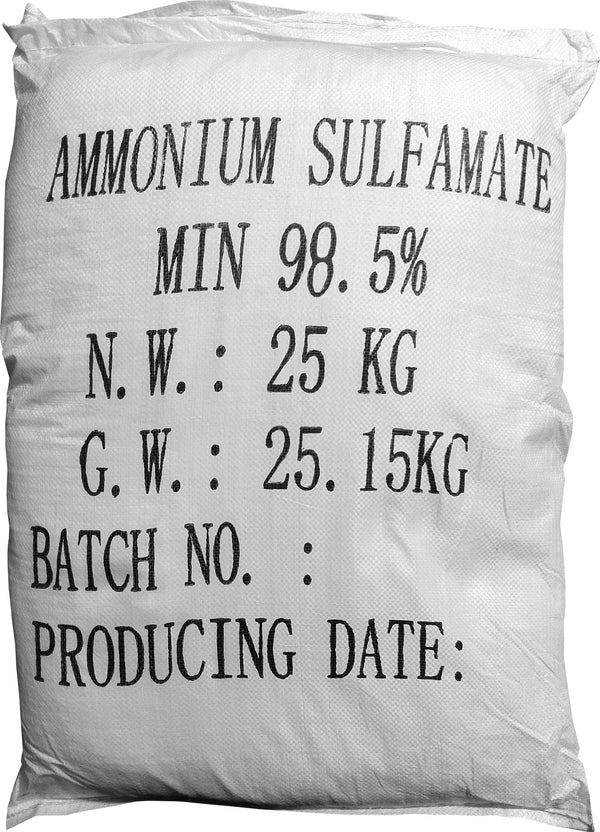 AMMONIUM SULFAMATE
MIN 98.5%
N.W.: 25 KG
G.W.: 25.15KG
BATCH NO. :
PRODUCING DATE: